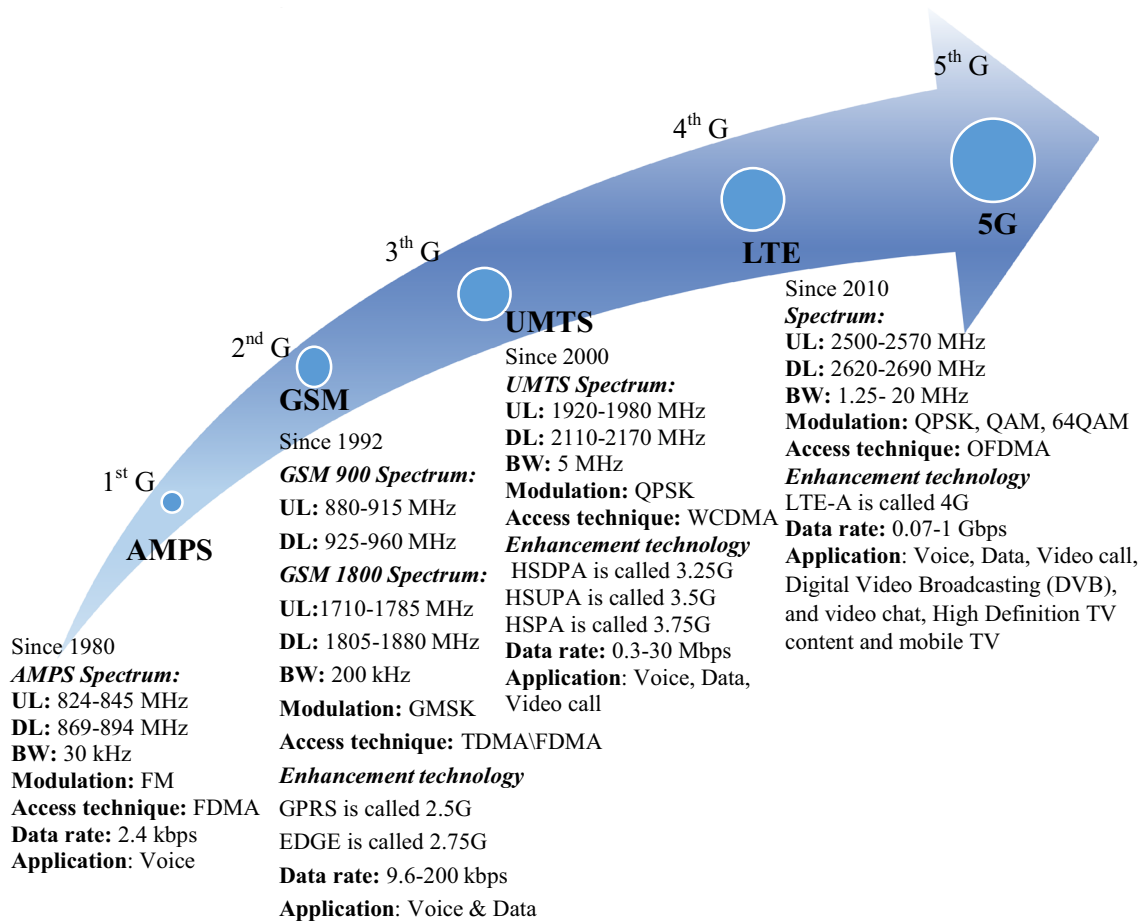 1st G
AMPS
Since 1980
AMPS Spectrum:
UL: 824-845 MHz
DL: 869-894 MHz
BW: 30 kHz
Modulation: FM
Access technique: FDMA
Data rate: 2.4 kbps
Application: Voice
2nd G
GSM
Since 1992
GSM 900 Spectrum:
UL: 880-915 MHz
DL: 925-960 MHz
GSM 1800 Spectrum:
UL:1710-1785 MHz
DL: 1805-1880 MHz
BW: 200 kHz
Modulation: GMSK
Access technique: TDMA\FDMA
Enhancement technology
GPRS is called 2.5G
EDGE is called 2.75G
Data rate: 9.6-200 kbps
Application: Voice & Data
3th G
UMTS
Since 2000
UMTS Spectrum:
UL: 1920-1980 MHz
DL: 2110-2170 MHz
BW: 5 MHz
Modulation: QPSK
Access technique: WCDMA
Enhancement technology
HSDPA is called 3.25G
HSUPA is called 3.5G
HSPA is called 3.75G
Data rate: 0.3-30 Mbps
Application: Voice, Data,
Video call
4th G
LTE
Since 2010
Spectrum:
UL: 2500-2570 MHz
DL: 2620-2690 MHz
BW: 1.25- 20 MHz
Modulation: QPSK, QAM, 64QAM
Access technique: OFDMA
Enhancement technology
LTE-A is called 4G
Data rate: 0.07-1 Gbps
Application: Voice, Data, Video call,
Digital Video Broadcasting (DVB),
and video chat, High Definition TV
content and mobile TV
5th G
5G